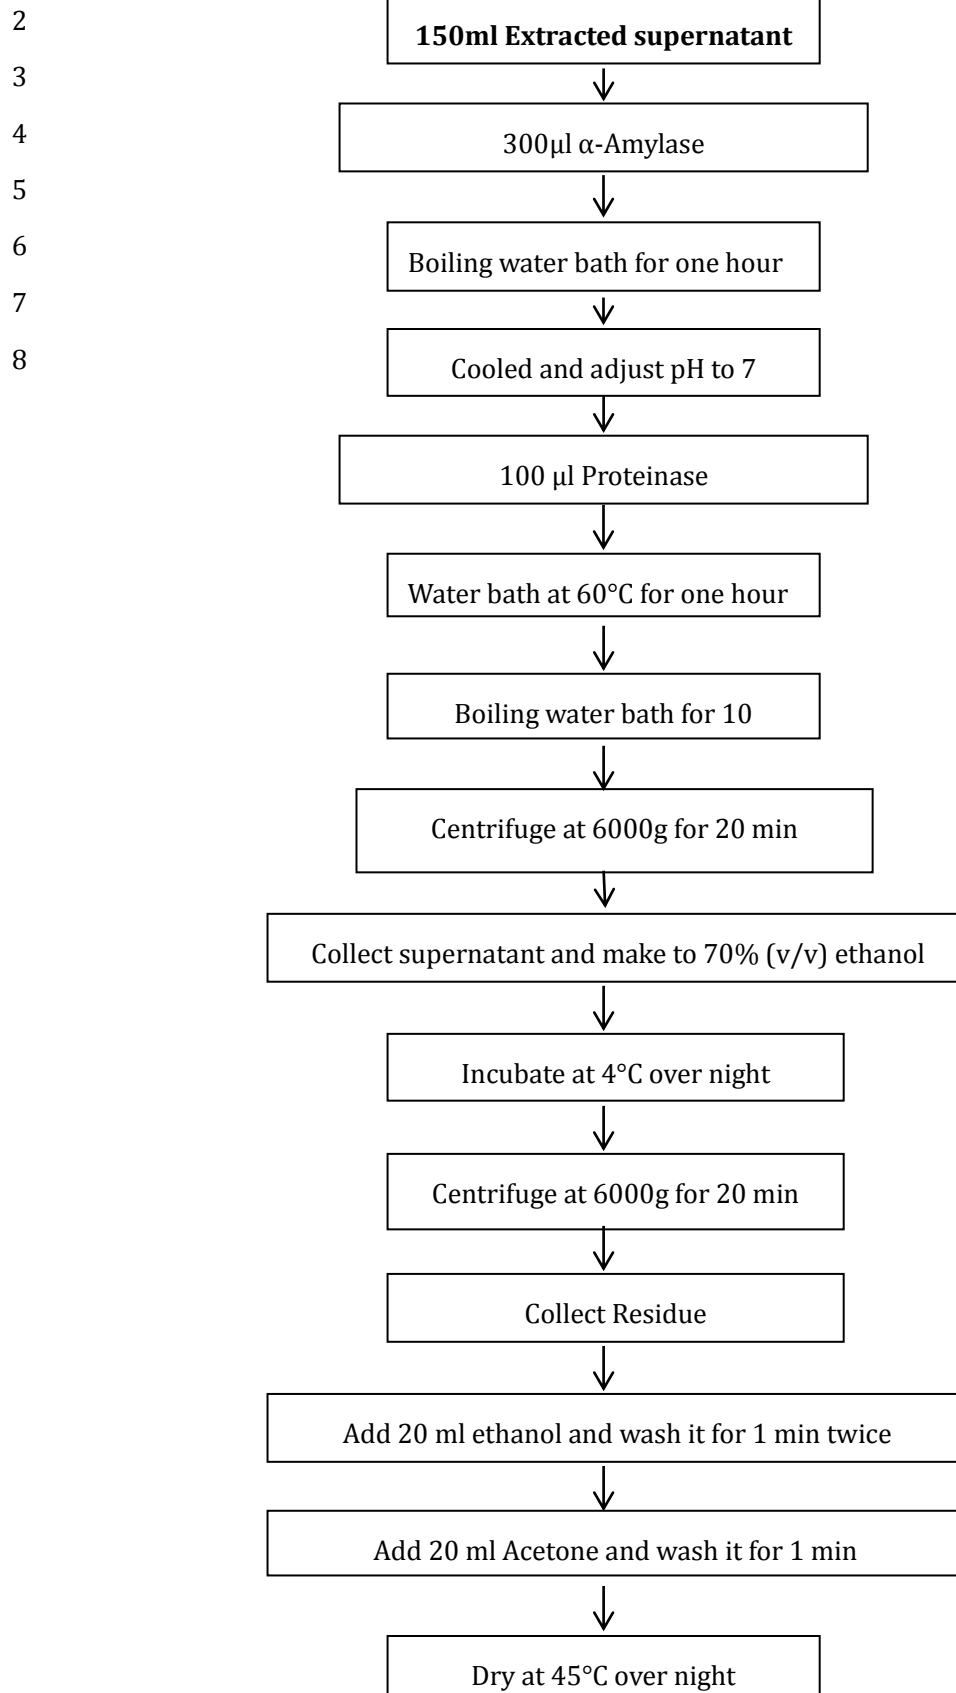 2
150ml Extracted supernatant
3
4
300µl α-Amylase
5
6
Boiling water bath for one hour
7
8
Cooled and adjust pH to 7
100 µl Proteinase
Water bath at 60°C for one hour
Boiling water bath for 10
Centrifuge at 6000g for 20 min
Collect supernatant and make to 70% (v/v) ethanol
Incubate at 4°C over night
Centrifuge at 6000g for 20 min
Collect Residue
Add 20 ml ethanol and wash it for 1 min twice
Add 20 ml Acetone and wash it for 1 min
Dry at 45°C over night